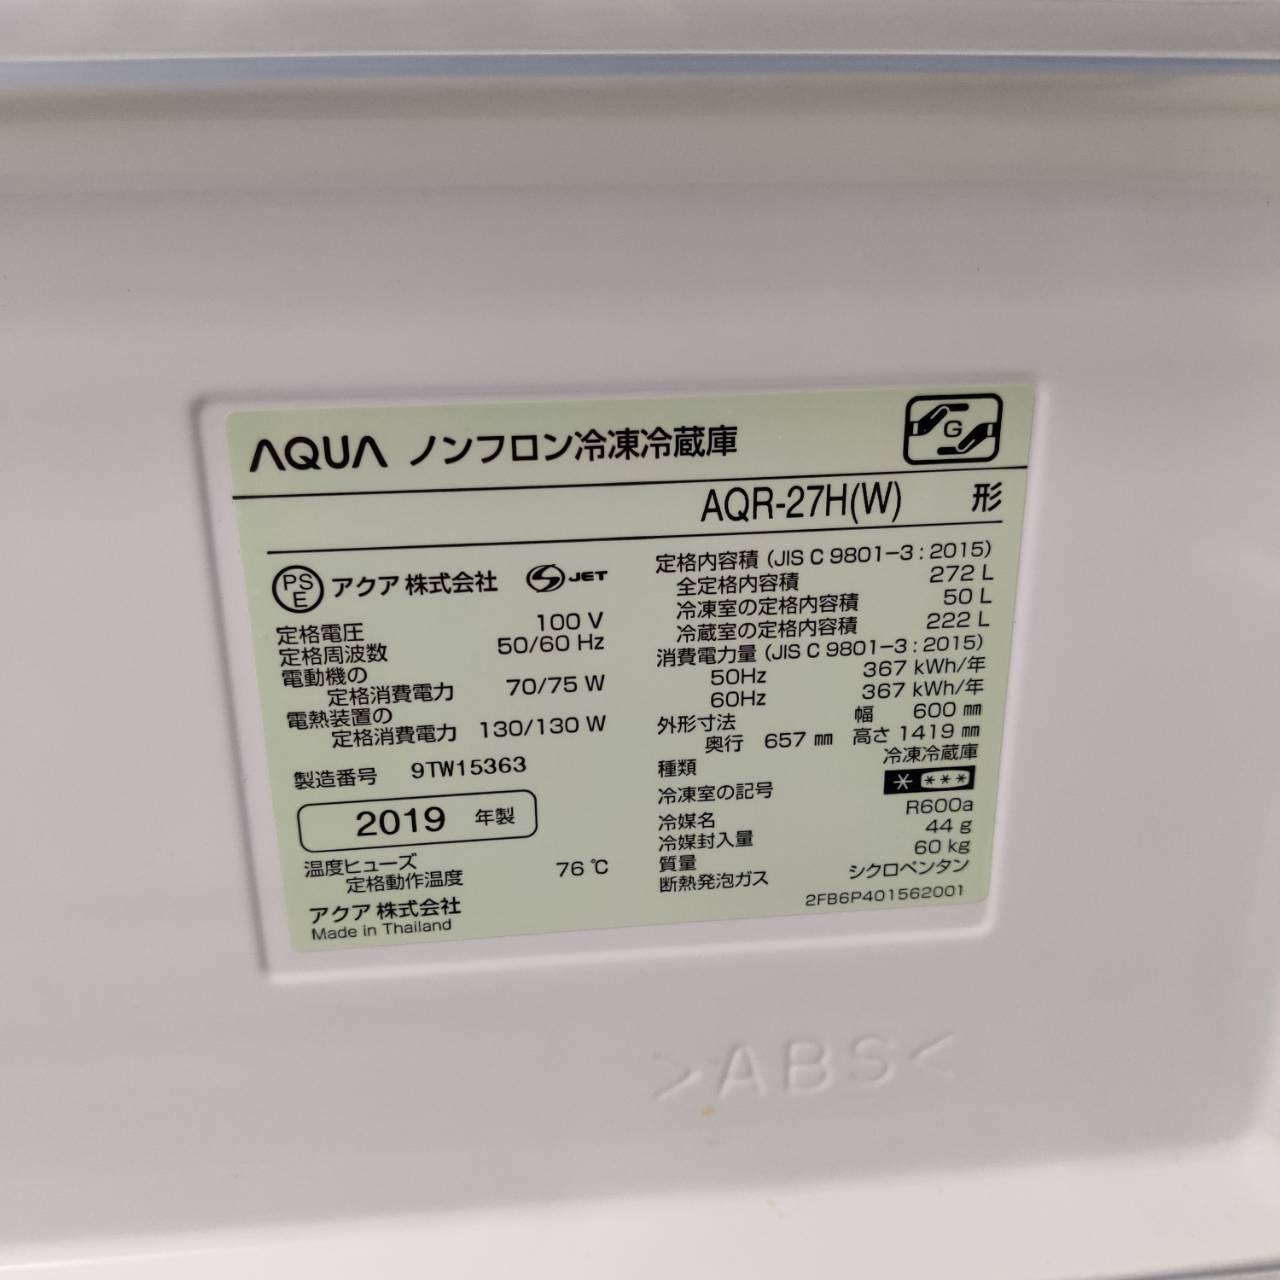 AQUA ノンフロン冷凍冷蔵庫
G
AQR-27H(W) 形
PS E アクア 株式会社 JET
定格電圧 100 V
定格周波数 50/60 Hz
電動機の
定格消費電力 70/75 W
電熱装置の
定格消費電力 130/130 W
製造番号 9TW15363
2019 年製
温度ヒューズ
定格動作温度 76 ℃
アクア 株式会社
Made in Thailand
定格内容積 (JIS C 9801-3 : 2015)
全定格内容積 272 L
冷凍室の定格内容積 50 L
冷蔵室の定格内容積 222 L
消費電力量 (JIS C 9801-3 : 2015)
50Hz 367 kWh/年
60Hz 367 kWh/年
外形寸法 幅 600 ㎜
奥行 657 ㎜ 高さ 1419 ㎜
種類 冷凍冷蔵庫
冷凍室の記号 * ***
冷媒名 R600a
冷媒封入量 44 g
質量 60 kg
断熱発泡ガス シクロペンタン
2FB6P401562001
>ABS<